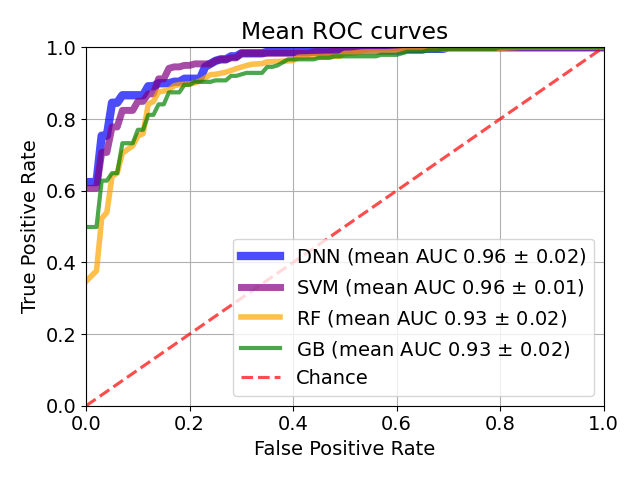 Mean ROC curves
True Positive Rate
1.0
0.8
0.6
0.4
0.2
0.0
DNN (mean AUC 0.96 ± 0.02)
SVM (mean AUC 0.96 ± 0.01)
RF (mean AUC 0.93 ± 0.02)
GB (mean AUC 0.93 ± 0.02)
Chance
0.0 0.2 0.4 0.6 0.8 1.0
False Positive Rate